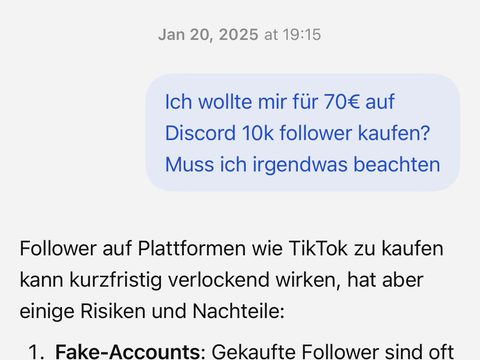 Jan 20, 2025 at 19:15
Ich wollte mir für 70€ auf
Discord 10k follower kaufen?
Muss ich irgendwas beachten
Follower auf Plattformen wie TikTok zu kaufen
kann kurzfristig verlockend wirken, hat aber
einige Risiken und Nachteile:
1. Fake-Accounts: Gekaufte Follower sind oft